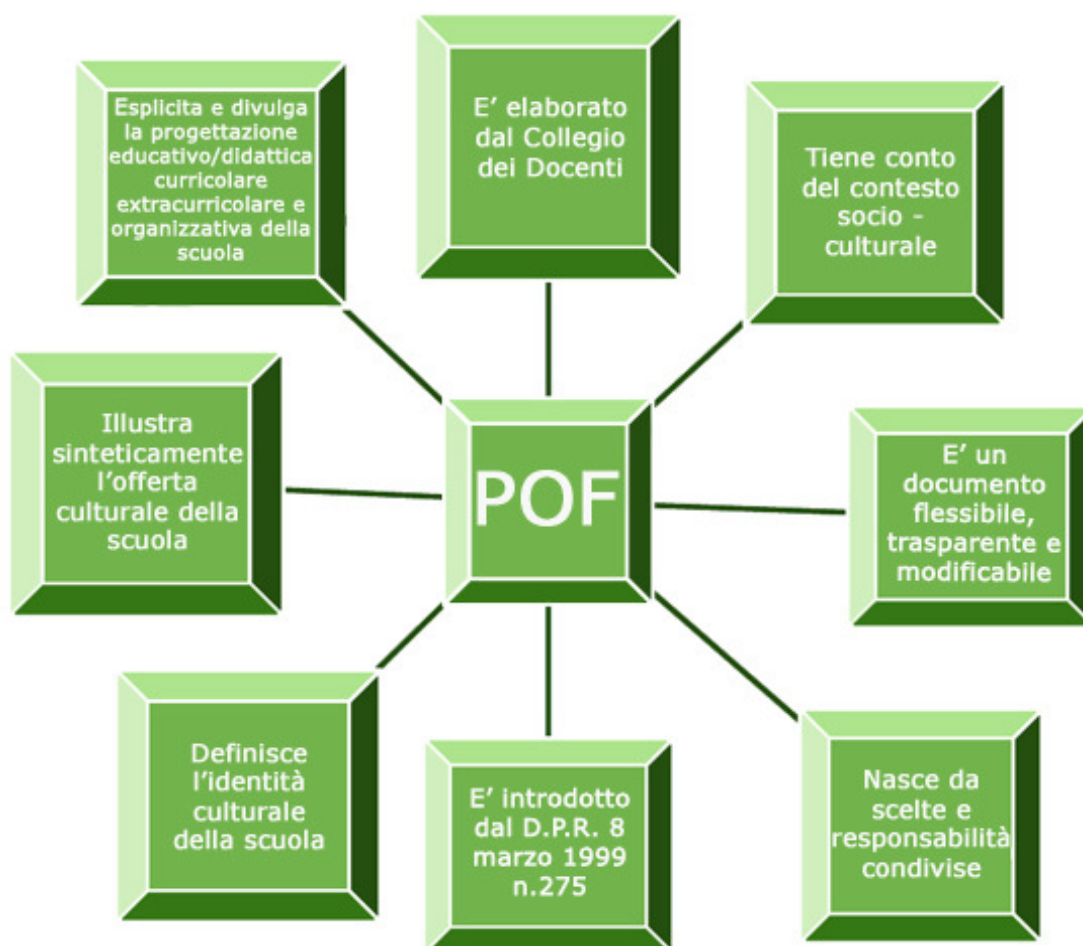 Esplicita e divulga
la progettazione
educativo/didattica
curricolare
extracurricolare e
organizzativa della
scuola
E' elaborato
dal Collegio
dei Docenti
Tiene conto
del contesto
socio -
culturale
Illustra
sinteticamente
l'offerta
culturale della
scuola
POF
E' un
documento
flessibile,
trasparente e
modificabile
Definisce
l'identità
culturale
della scuola
E' introdotto
dal D.P.R. 8
marzo 1999
n.275
Nasce da
scelte e
responsabilità
condivise